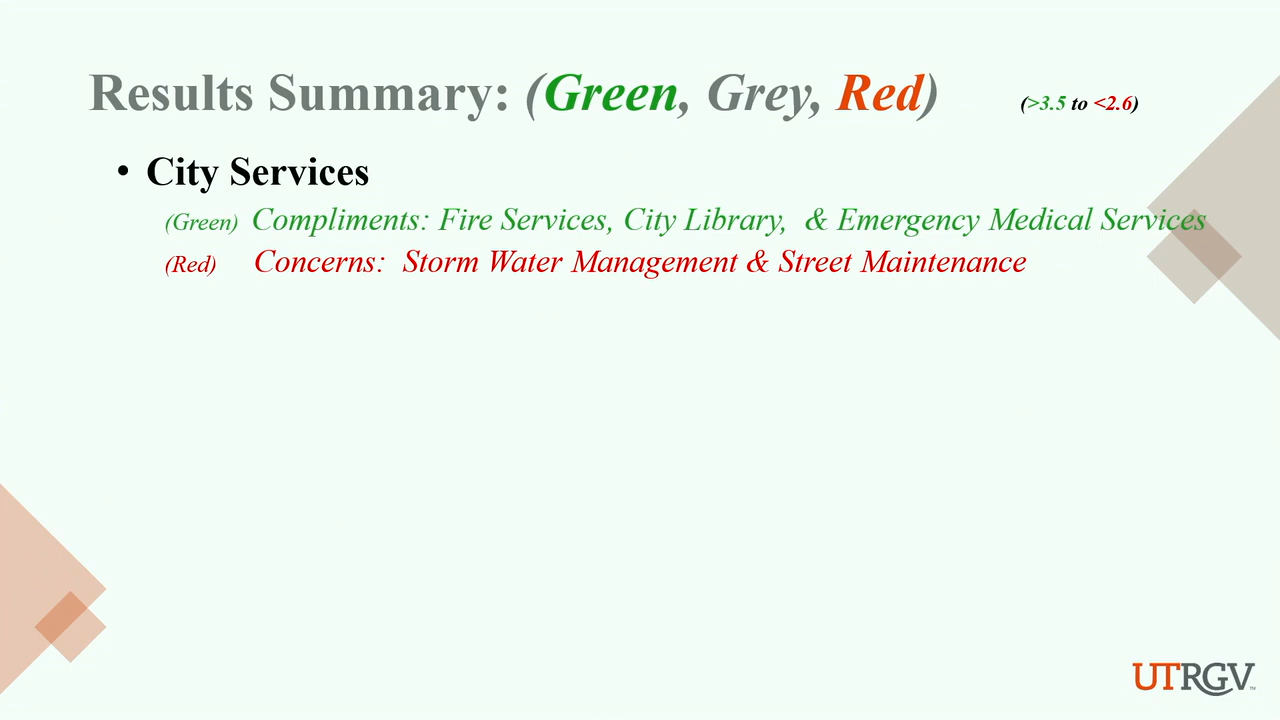 Results Summary: (Green, Grey, Red) (>3.5 to <2.6)
• City Services
(Green) Compliments: Fire Services, City Library, & Emergency Medical Services
(Red) Concerns: Storm Water Management & Street Maintenance
UTRGV™